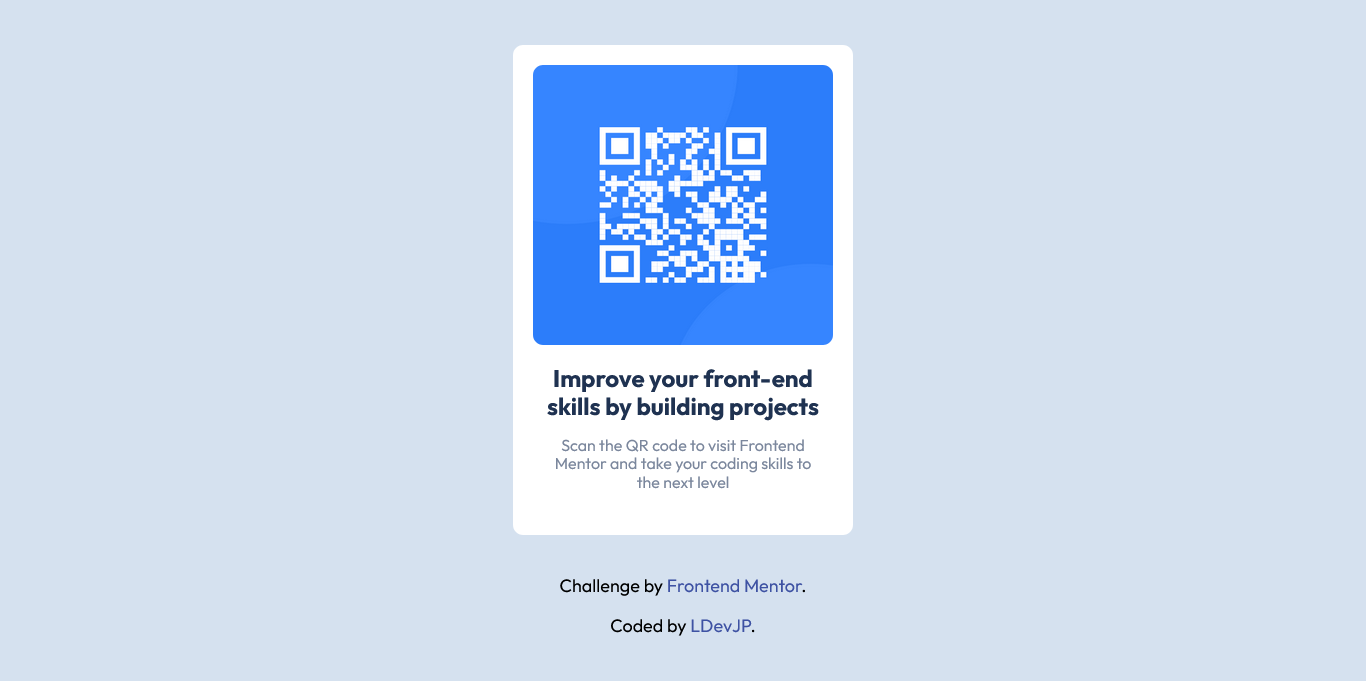 Improve your front-end
skills by building projects
Scan the QR code to visit Frontend
Mentor and take your coding skills to
the next level
Challenge by Frontend Mentor.
Coded by LDevJP.